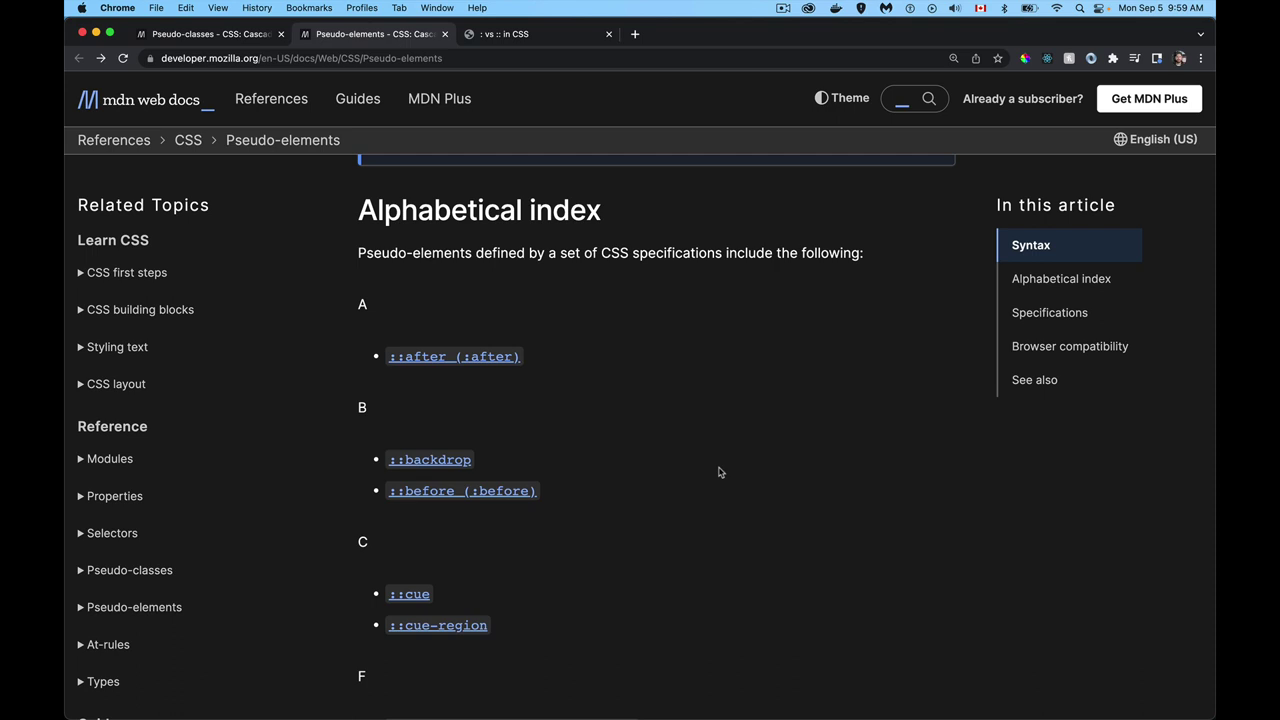 Chrome File Edit View History Bookmarks Profiles Tab Window Help Mon Sep 5 9:59 AM
Pseudo-classes - CSS: Cascad Pseudo-elements - CSS: Casca : vs :: in CSS
developer.mozilla.org/en-US/docs/Web/CSS/Pseudo-elements
mdn web docs_ References Guides MDN Plus Theme Already a subscriber? Get MDN Plus
References > CSS > Pseudo-elements English (US)
Related Topics
Learn CSS
CSS first steps
CSS building blocks
Styling text
CSS layout
Reference
Modules
Properties
Selectors
Pseudo-classes
Pseudo-elements
At-rules
Types
Alphabetical index
Pseudo-elements defined by a set of CSS specifications include the following:
A
::after (:after)
B
::backdrop
::before (:before)
C
::cue
::cue-region
F
In this article
Syntax
Alphabetical index
Specifications
Browser compatibility
See also